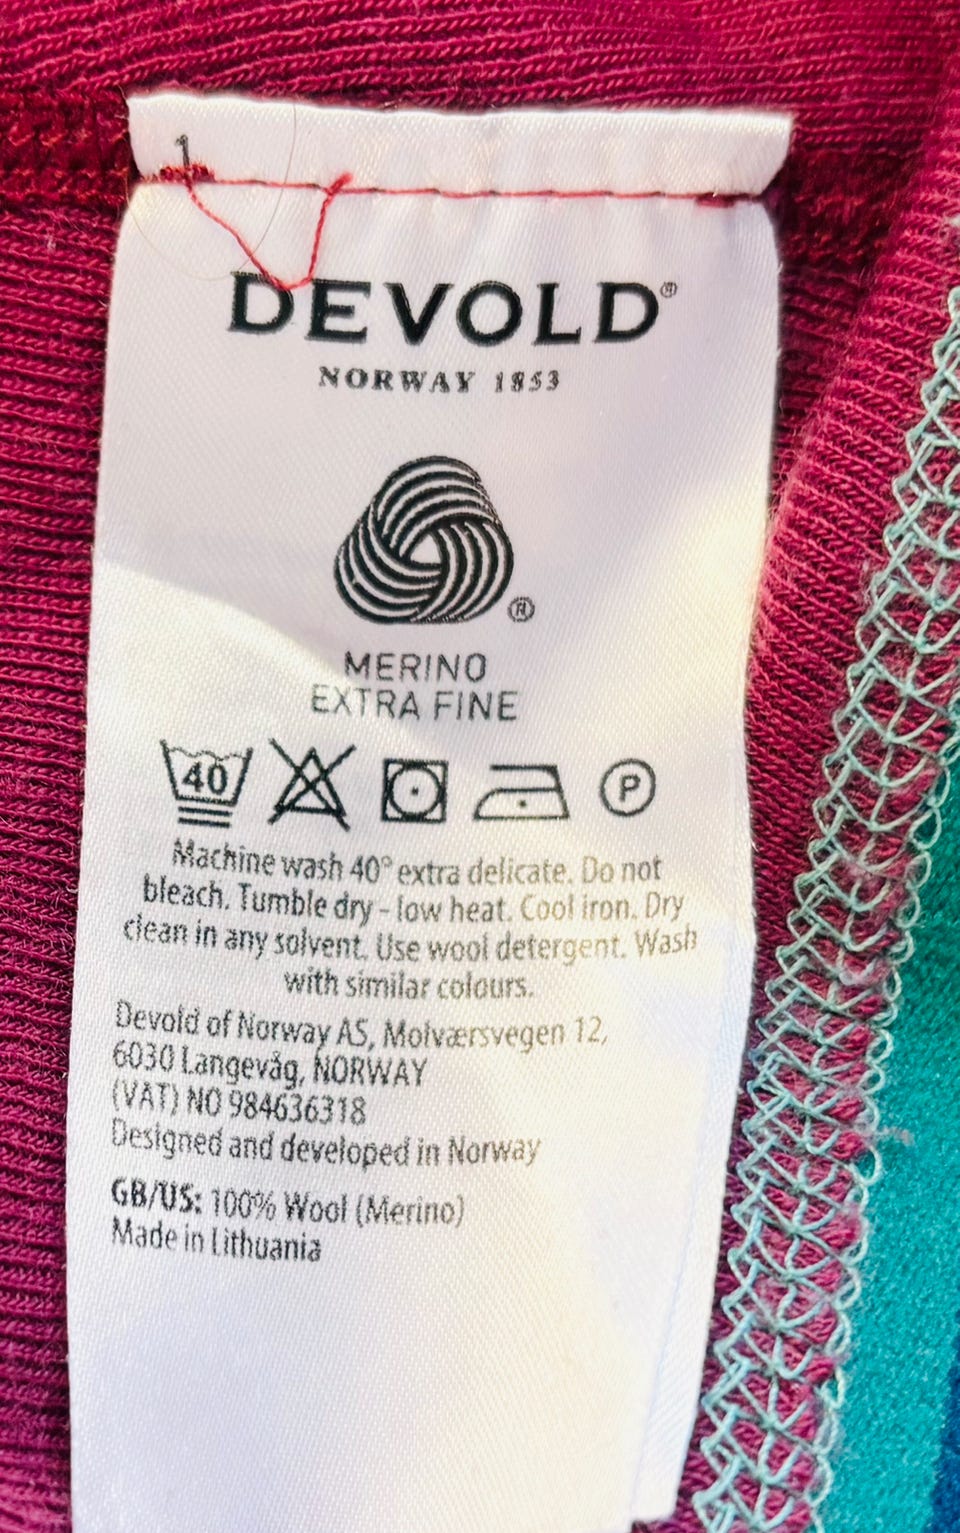 1
DEVOLD®
NORWAY 1853
®
MERINO
EXTRA FINE
40 P
Machine wash 40° extra delicate. Do not
bleach. Tumble dry - low heat. Cool iron. Dry
clean in any solvent. Use wool detergent. Wash
with similar colours.
Devold of Norway AS, Molværsvegen 12,
6030 Langevåg, NORWAY
(VAT) NO 984636318
Designed and developed in Norway
GB/US: 100% Wool (Merino)
Made in Lithuania